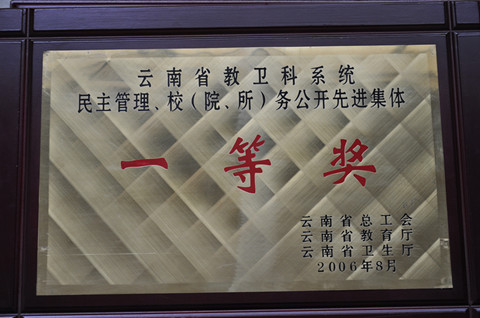 云南省教卫科系统
民主管理、校（院、所）务公开先进集体
一等奖
云南省总工会
云南省教育厅
云南省卫生厅
2006年8月